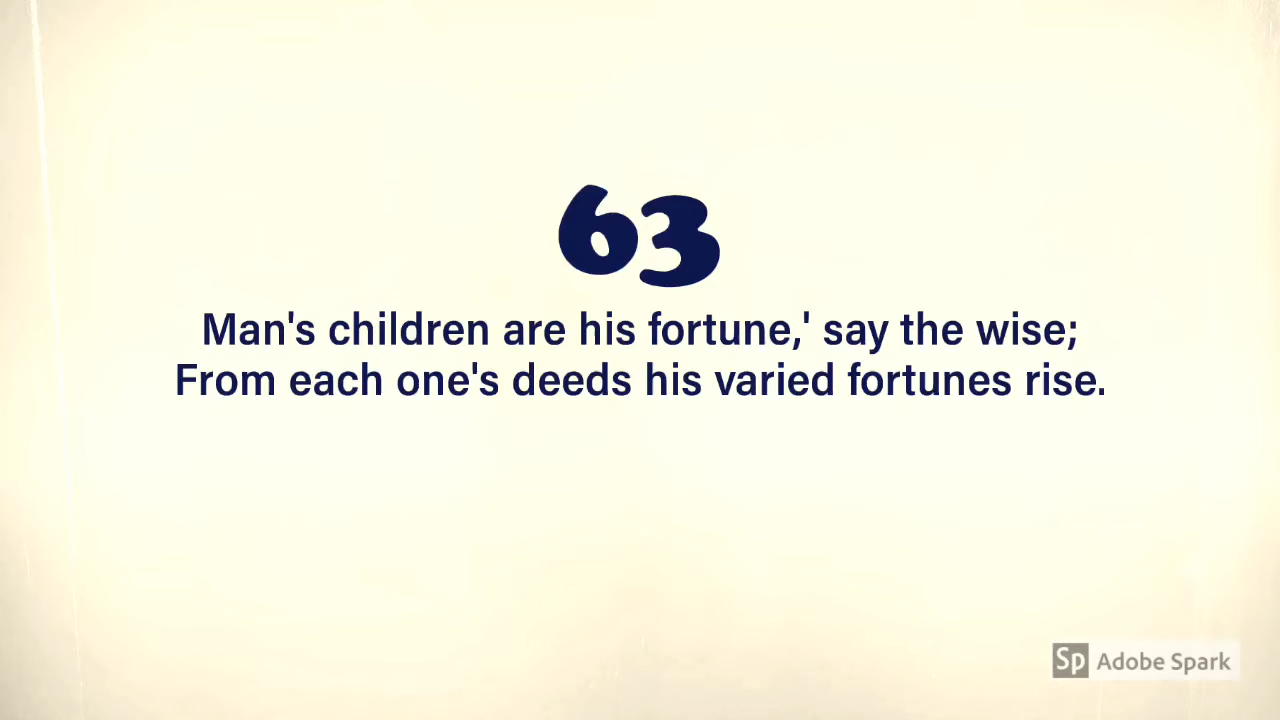 63
Man's children are his fortune,' say the wise;
From each one's deeds his varied fortunes rise.
Sp Adobe Spark